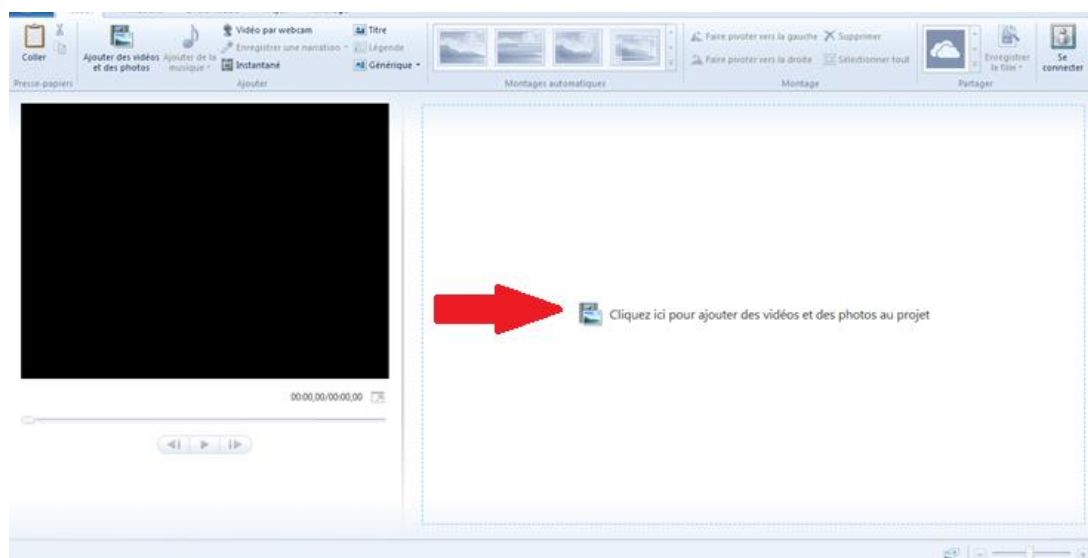 Coller
Presse-papiers
Ajouter des vidéos
et des photos
Ajouter de la
musique
Vidéo par webcam
Enregistrer une narration
Instantané
Titre
Légende
Générique
Ajouter
Montages automatiques
Faire pivoter vers la gauche
Supprimer
Faire pivoter vers la droite
Sélectionner tout
Montage
Enregistrer
le film
Partager
Se
connecter
Cliquez ici pour ajouter des vidéos et des photos au projet
00:00,00/00:00,00